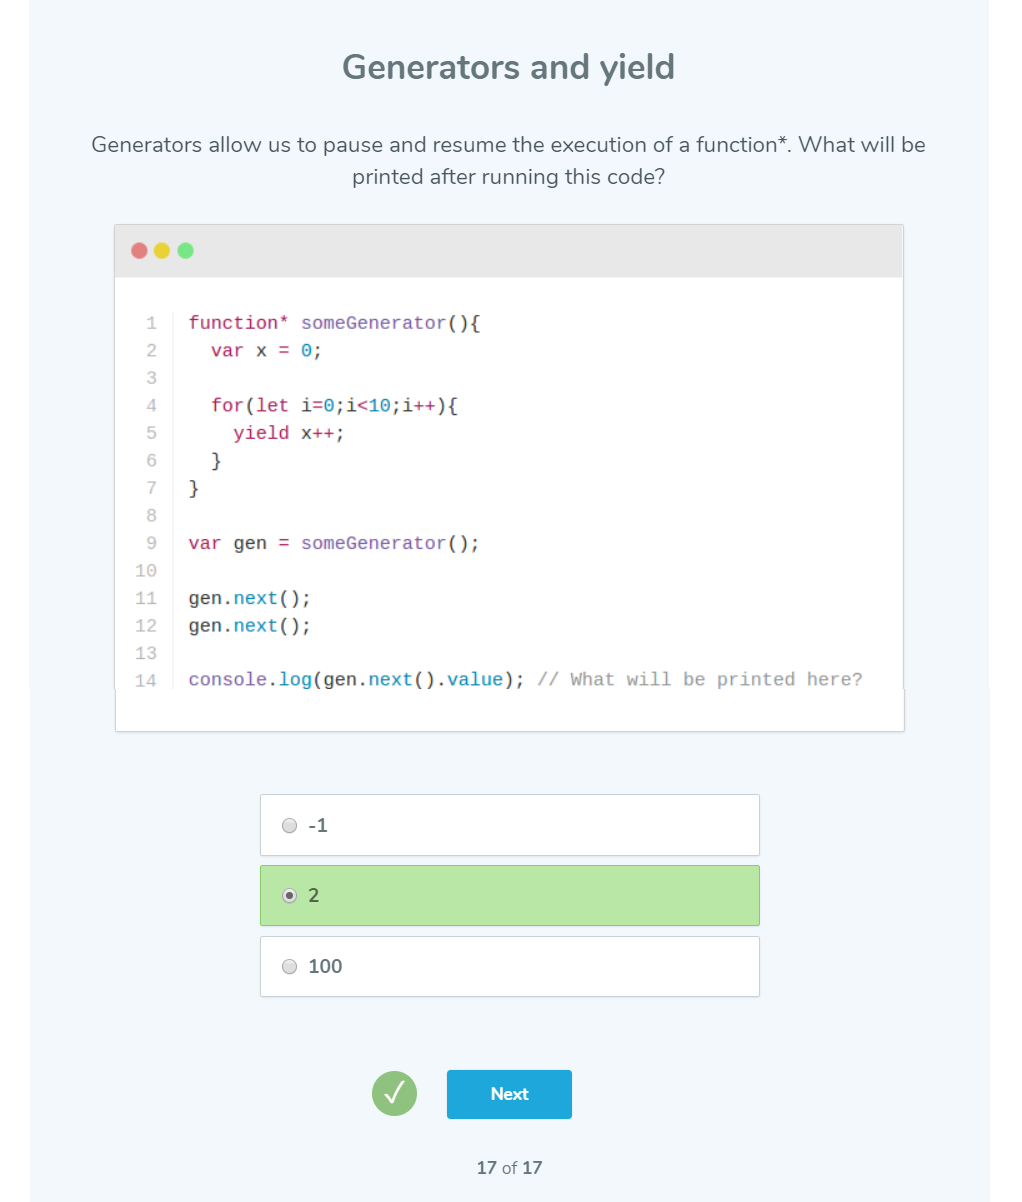 Generators and yield
Generators allow us to pause and resume the execution of a function*. What will be
printed after running this code?
1 function* someGenerator(){
2   var x = 0;
3
4   for(let i=0;i<10;i++){
5     yield x++;
6   }
7 }
8
9 var gen = someGenerator();
10
11 gen.next();
12 gen.next();
13
14 console.log(gen.next().value); // What will be printed here?
-1
2
100
Next
17 of 17